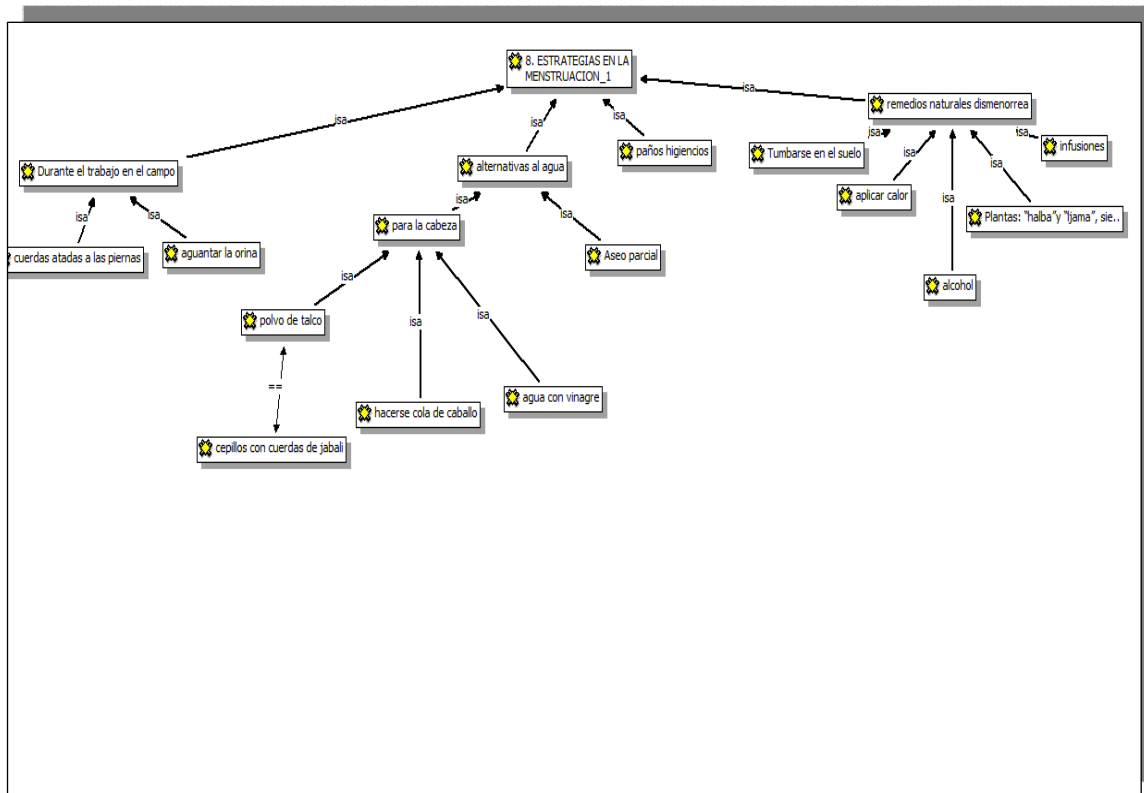 8. ESTRATEGIAS EN LA
MENSTRUACION_1
isa
remedios naturales dismenorrea
isa
isa
isa
isa
isa
Tumbarse en el suelo
paños higiencios
infusiones
Durante el trabajo en el campo
alternativas al agua
isa
isa
aplicar calor
isa
isa
isa
isa
para la cabeza
Plantas: "halba"y "ljama", sie..
cuerdas atadas a las piernas
aguantar la orina
Aseo parcial
isa
alcohol
polvo de talco
isa
isa
==
agua con vinagre
hacerse cola de caballo
cepillos con cuerdas de jabali